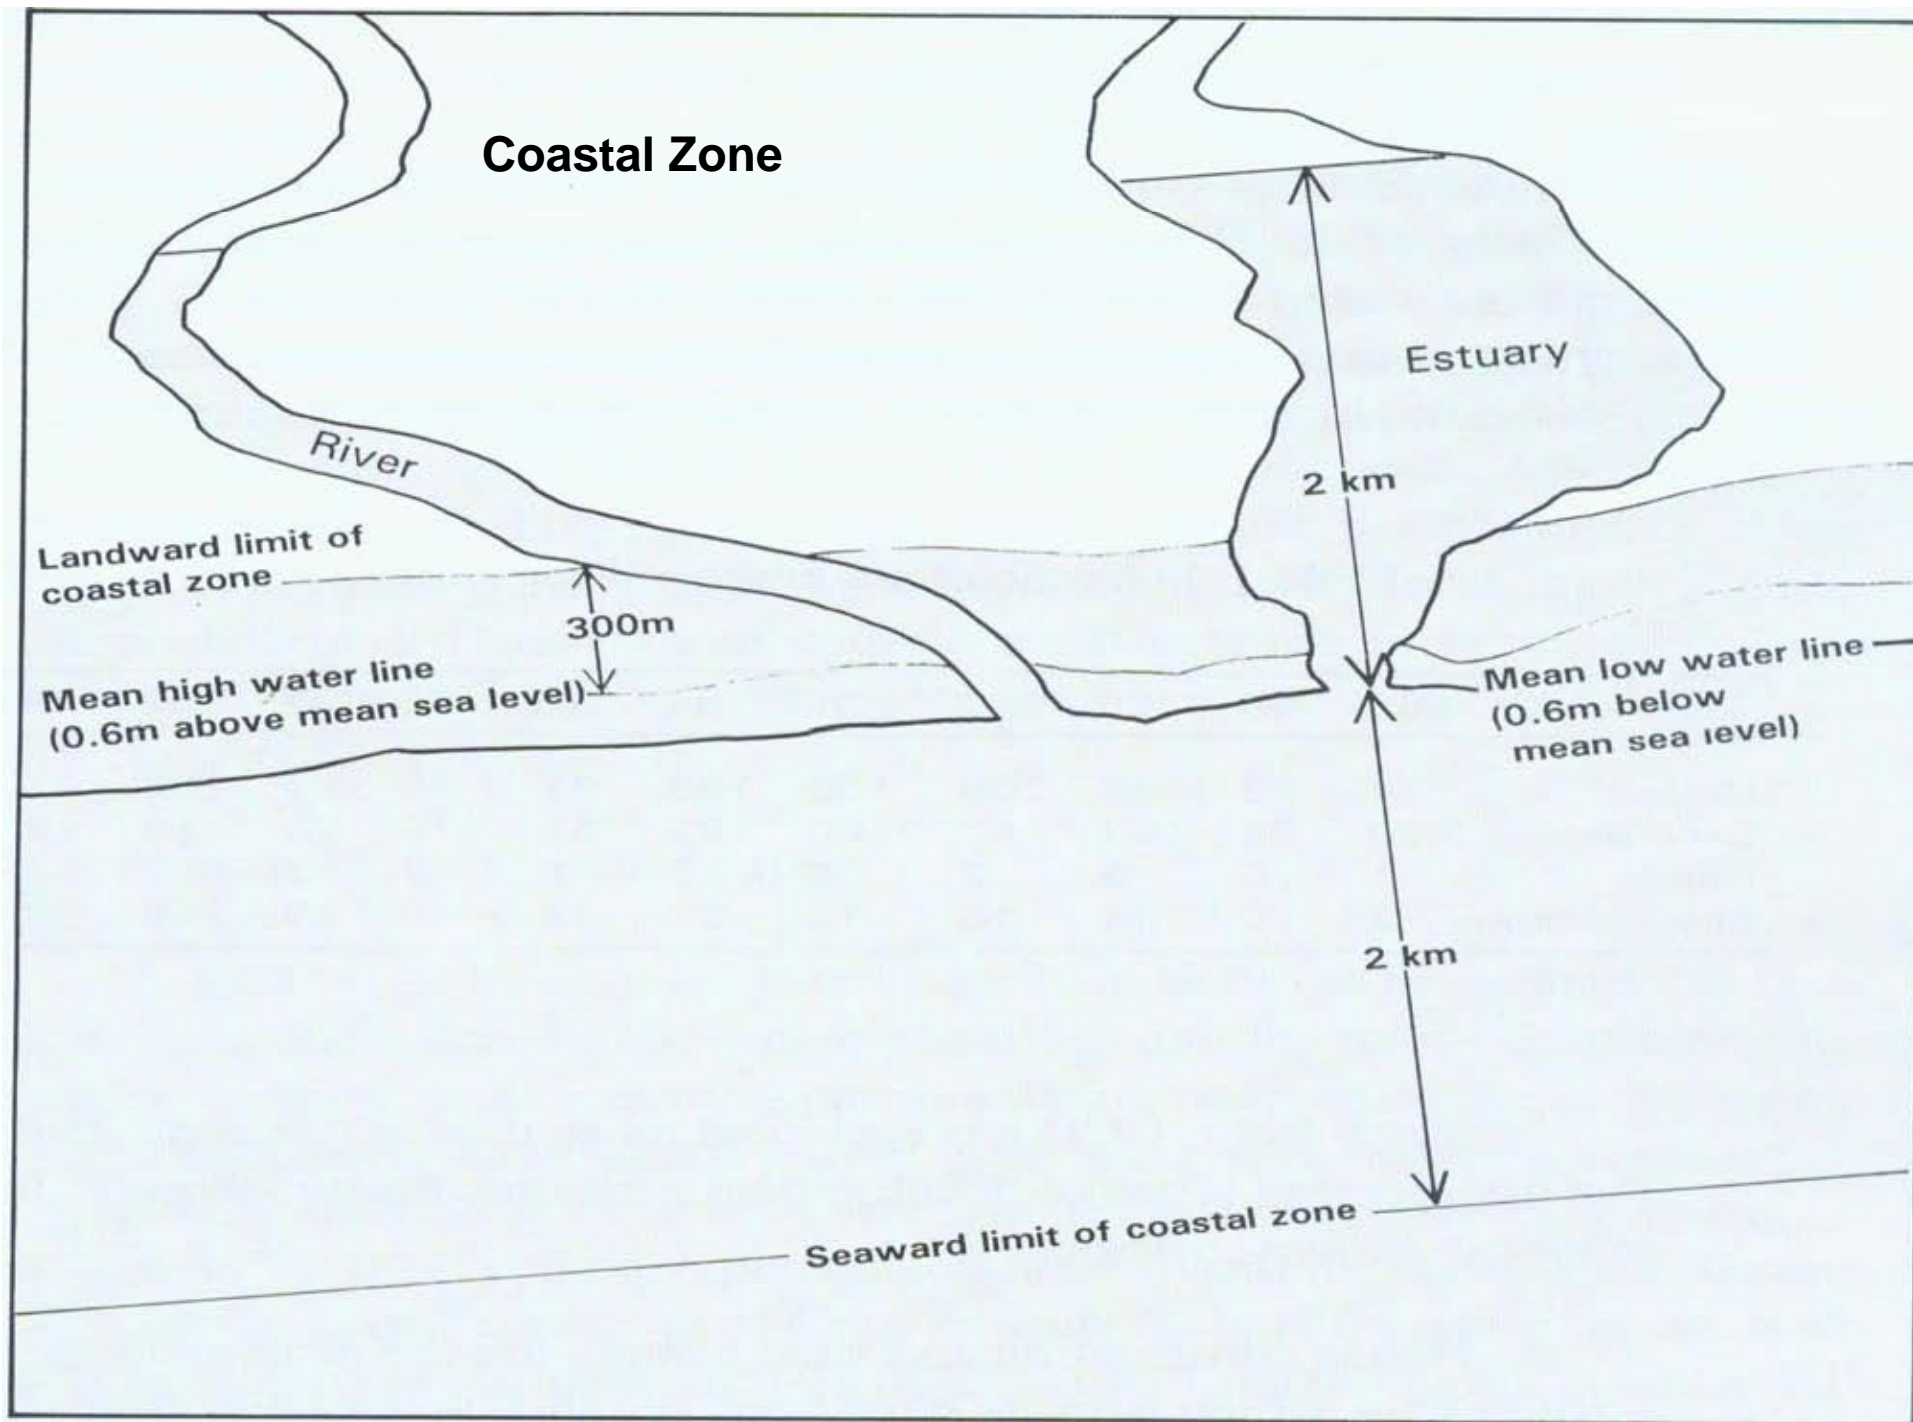 Coastal Zone
Estuary
River
2 km
Landward limit of
coastal zone
300m
Mean high water line
(0.6m above mean sea level)
Mean low water line
(0.6m below
mean sea level)
2 km
Seaward limit of coastal zone